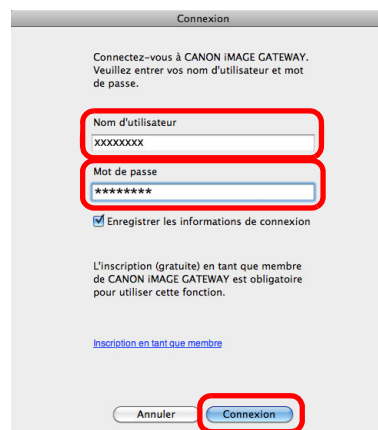 Connexion
Connectez-vous à CANON iMAGE GATEWAY.
Veuillez entrer vos nom d'utilisateur et mot
de passe.
Nom d'utilisateur
xxxxxxxx
Mot de passe
********
Enregistrer les informations de connexion
L'inscription (gratuite) en tant que membre
de CANON iMAGE GATEWAY est obligatoire
pour utiliser cette fonction.
Inscription en tant que membre
Annuler Connexion